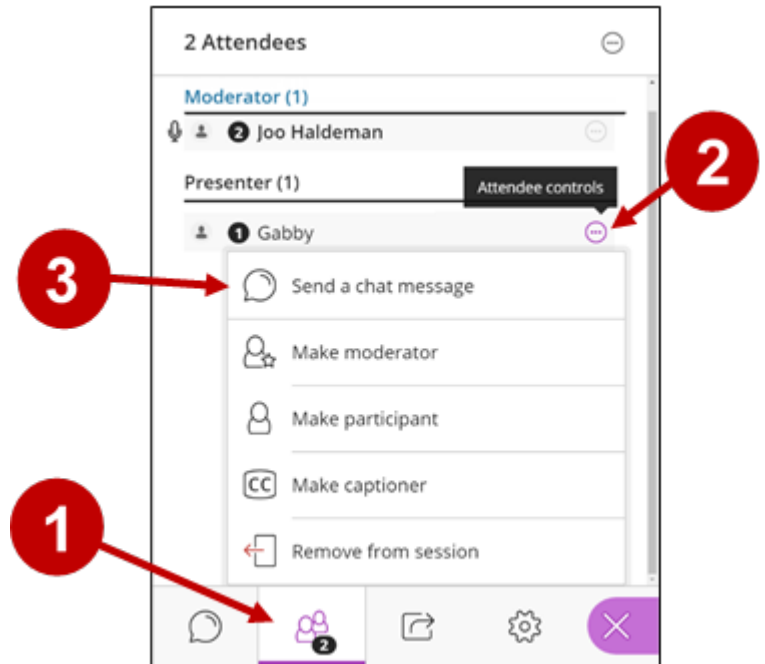 2 Attendees
Moderator (1)
2 Joo Haldeman
Presenter (1)
Attendee controls
2
1 Gabby
3
Send a chat message
Make moderator
Make participant
CC Make captioner
1
Remove from session
2